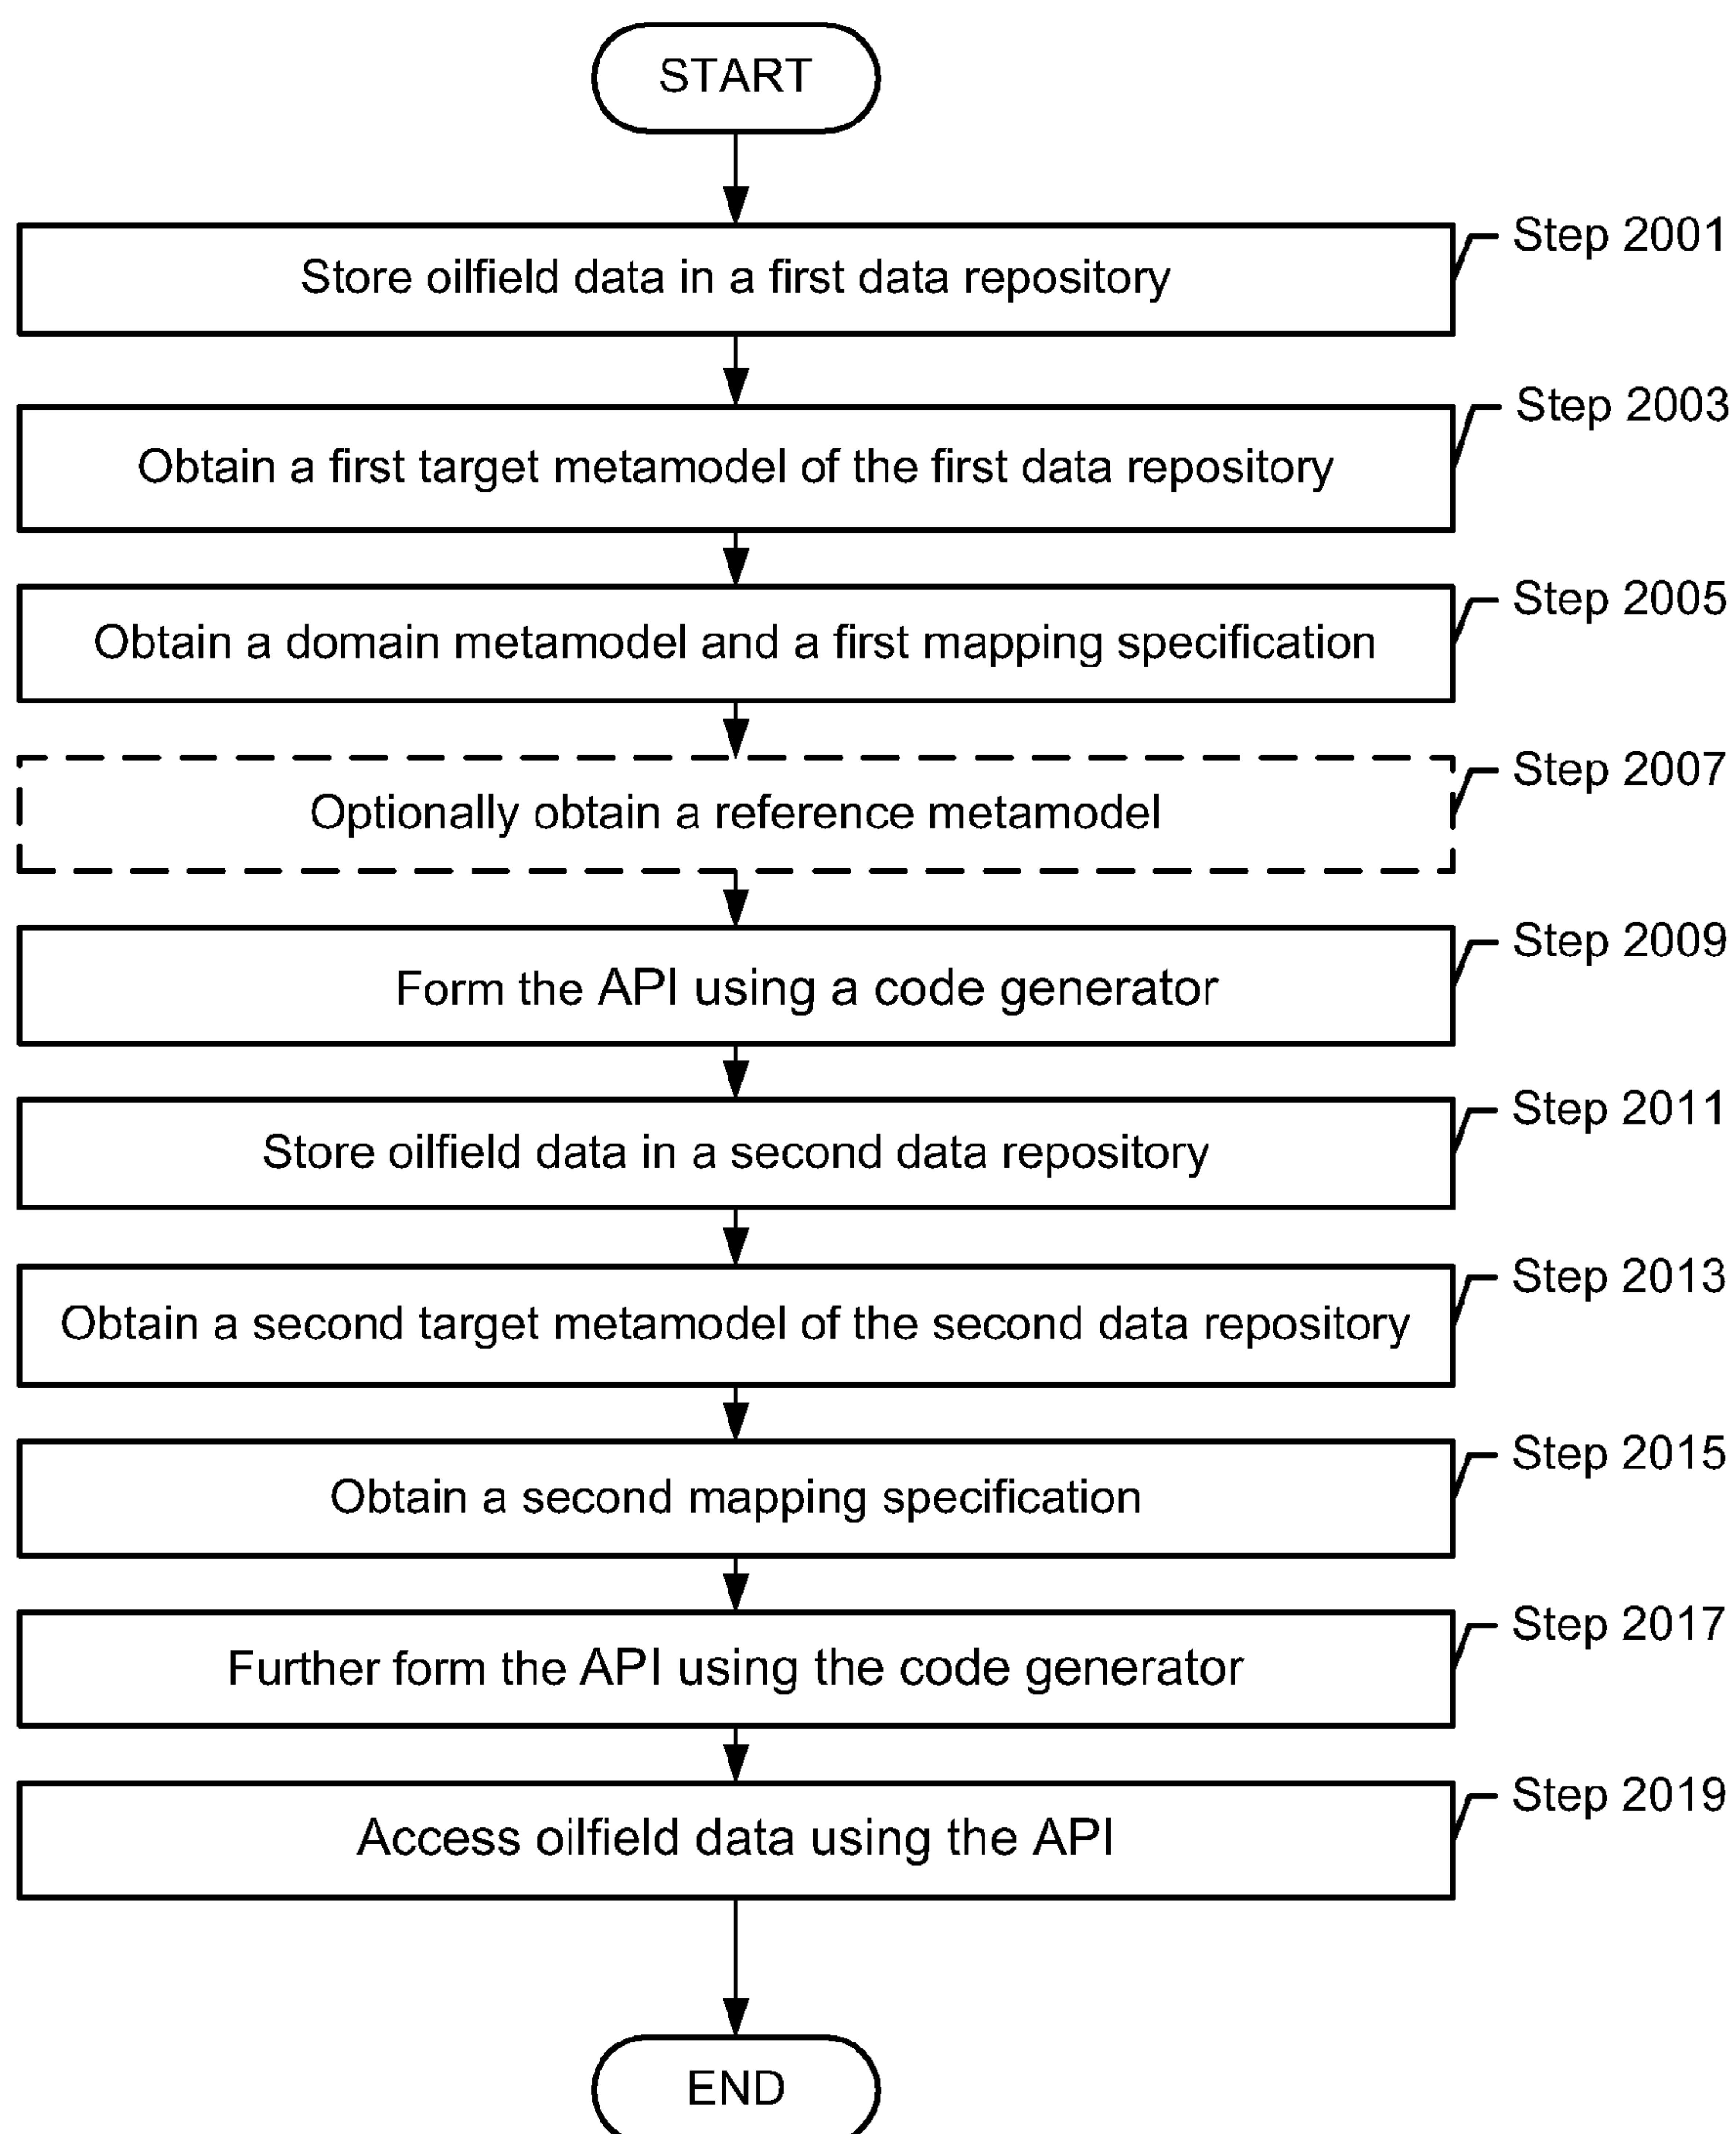 START
Step 2001
Store oilfield data in a first data repository
Step 2003
Obtain a first target metamodel of the first data repository
Step 2005
Obtain a domain metamodel and a first mapping specification
Step 2007
Optionally obtain a reference metamodel
Step 2009
Form the API using a code generator
Step 2011
Store oilfield data in a second data repository
Step 2013
Obtain a second target metamodel of the second data repository
Step 2015
Obtain a second mapping specification
Step 2017
Further form the API using the code generator
Step 2019
Access oilfield data using the API
END